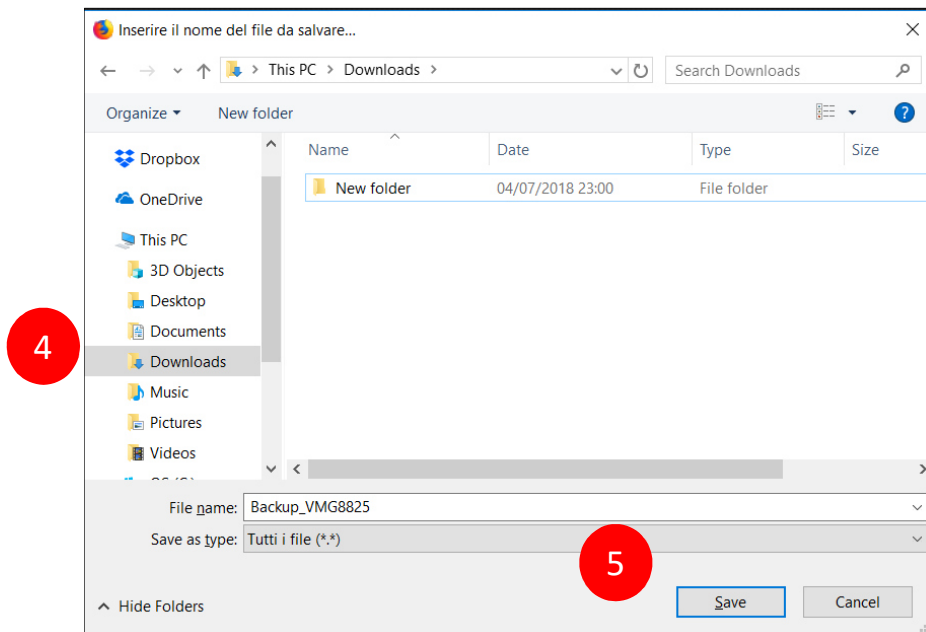 Inserire il nome del file da salvare...
This PC > Downloads >
Search Downloads
Organize
New folder
?
Name
Date
Type
Size
New folder
04/07/2018 23:00
File folder
Dropbox
OneDrive
This PC
3D Objects
Desktop
Documents
4
Downloads
Music
Pictures
Videos
File name: Backup_VMG8825
Save as type: Tutti i file (*.*)
5
Hide Folders
Save
Cancel